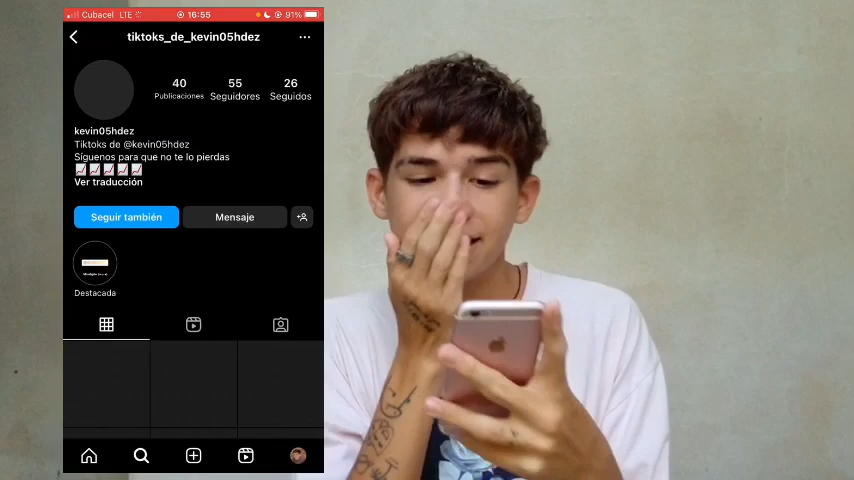 Cubacel LTE 16:55 91%
tiktoks_de_kevin05hdez
40 55 26
Publicaciones Seguidores Seguidos
kevin05hdez
Tiktoks de @kevin05hdez
Síguenos para que no te lo pierdas
Ver traducción
Seguir también Mensaje
Destacada